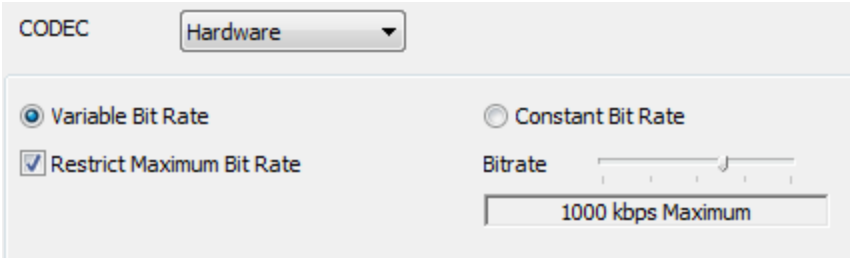 CODEC Hardware
Variable Bit Rate Constant Bit Rate
Restrict Maximum Bit Rate Bitrate
1000 kbps Maximum